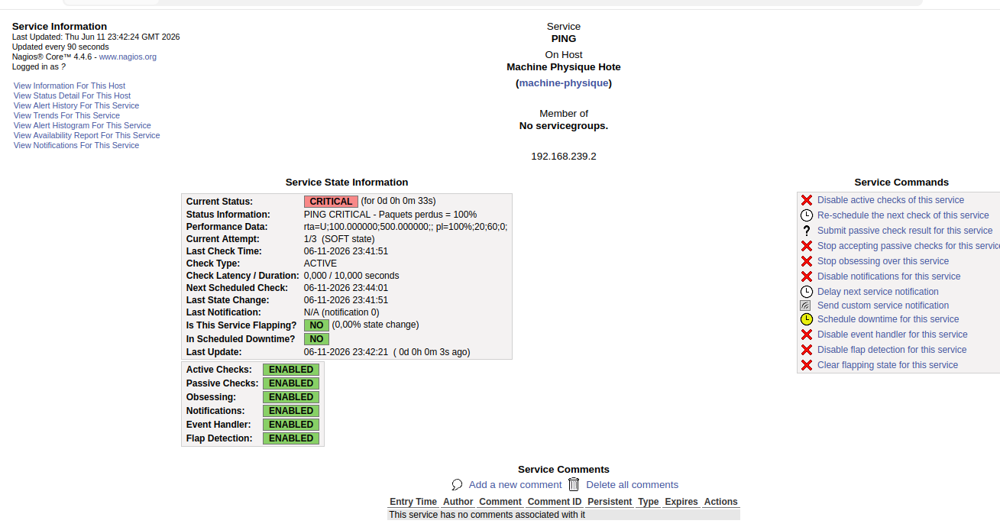 Service Information
Last Updated: Thu Jun 11 23:42:24 GMT 2026
Updated every 90 seconds
Nagios® Core™ 4.4.6 - www.nagios.org
Logged in as ?
View Information For This Host
View Status Detail For This Host
View Alert History For This Service
View Trends For This Service
View Alert Histogram For This Service
View Availability Report For This Service
View Notifications For This Service
Service
PING
On Host
Machine Physique Hote
(machine-physique)
Member of
No servicegroups.
192.168.239.2
Service State Information
Current Status: CRITICAL (for 0d 0h 0m 33s)
Status Information: PING CRITICAL - Paquets perdus = 100%
Performance Data: rta=U;100.000000;500.000000;; pl=100%;20;60;0;
Current Attempt: 1/3 (SOFT state)
Last Check Time: 06-11-2026 23:41:51
Check Type: ACTIVE
Check Latency / Duration: 0,000 / 10,000 seconds
Next Scheduled Check: 06-11-2026 23:44:01
Last State Change: 06-11-2026 23:41:51
Last Notification: N/A (notification 0)
Is This Service Flapping? NO (0,00% state change)
In Scheduled Downtime? NO
Last Update: 06-11-2026 23:42:21 ( 0d 0h 0m 3s ago)
Active Checks: ENABLED
Passive Checks: ENABLED
Obsessing: ENABLED
Notifications: ENABLED
Event Handler: ENABLED
Flap Detection: ENABLED
Service Commands
Disable active checks of this service
Re-schedule the next check of this service
Submit passive check result for this service
Stop accepting passive checks for this servic
Stop obsessing over this service
Disable notifications for this service
Delay next service notification
Send custom service notification
Schedule downtime for this service
Disable event handler for this service
Disable flap detection for this service
Clear flapping state for this service
Service Comments
Add a new comment Delete all comments
Entry Time Author Comment Comment ID Persistent Type Expires Actions
This service has no comments associated with it